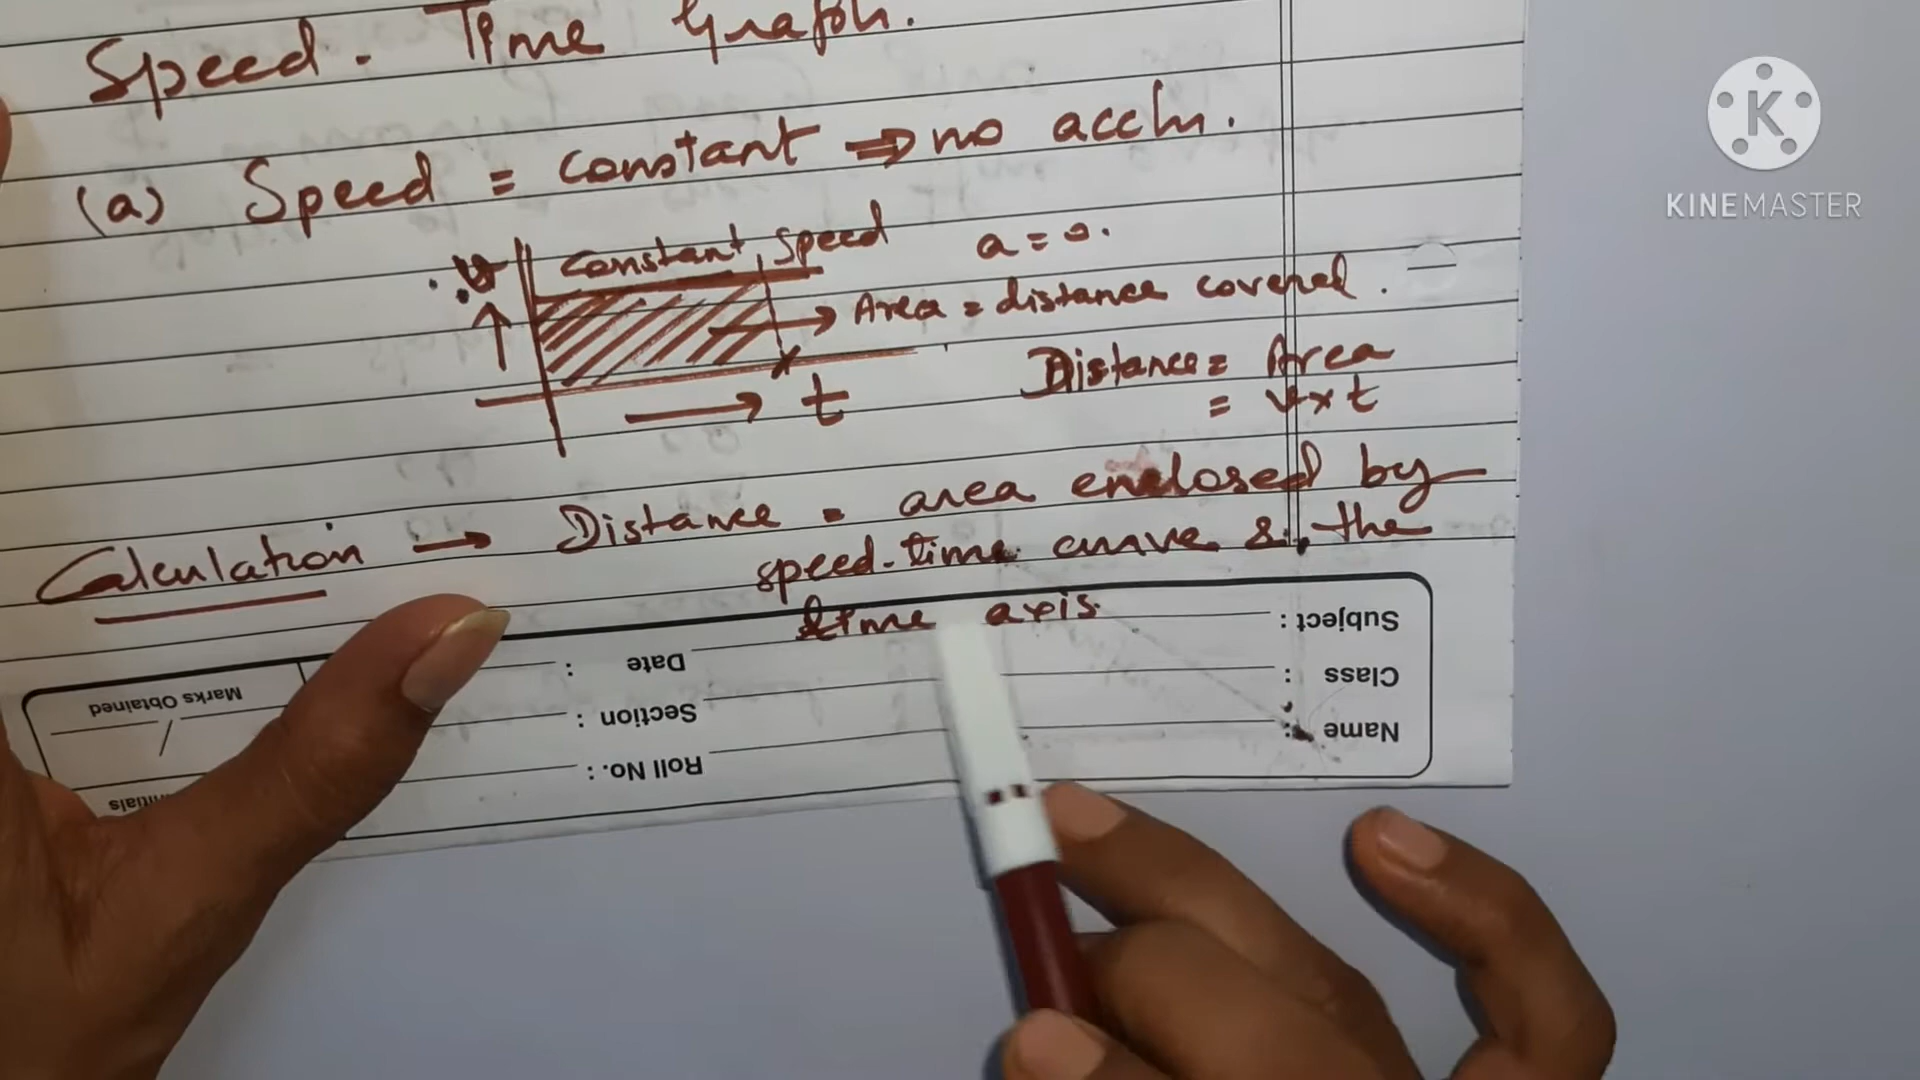 Speed. Time Graph.
(a) Speed = constant ⇒ no accln.
v
constant speed
a = 0.
Area = distance covered.
t
Distance = Area
= v x t
Calculation → Distance = area enclosed by
speed-time curve & the
time axis.
Subject :
Class :
Name :
Date :
Section :
Roll No. :
Marks Obtained
K
KINEMASTER